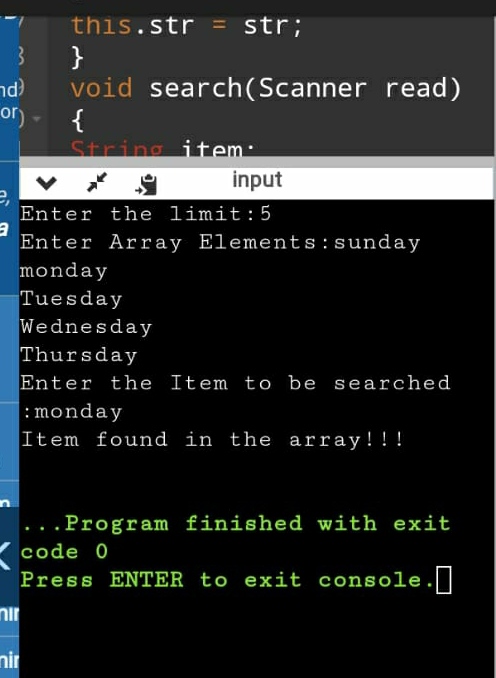 this.str = str;
}
void search(Scanner read)
{
String item;
input
Enter the limit:5
Enter Array Elements:sunday
monday
Tuesday
Wednesday
Thursday
Enter the Item to be searched
:monday
Item found in the array!!!
...Program finished with exit
code 0
Press ENTER to exit console.